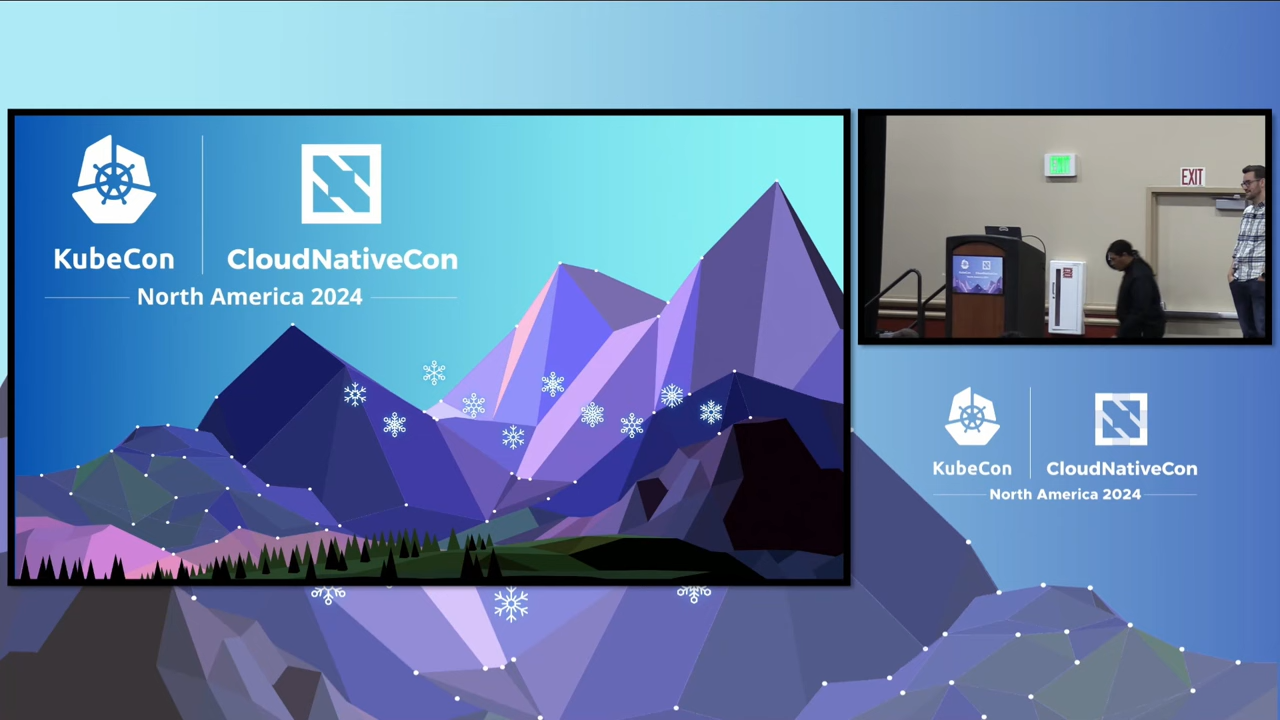 KubeCon
CloudNativeCon
North America 2024
EXIT
EXIT
KubeCon
CloudNativeCon
North America 2024